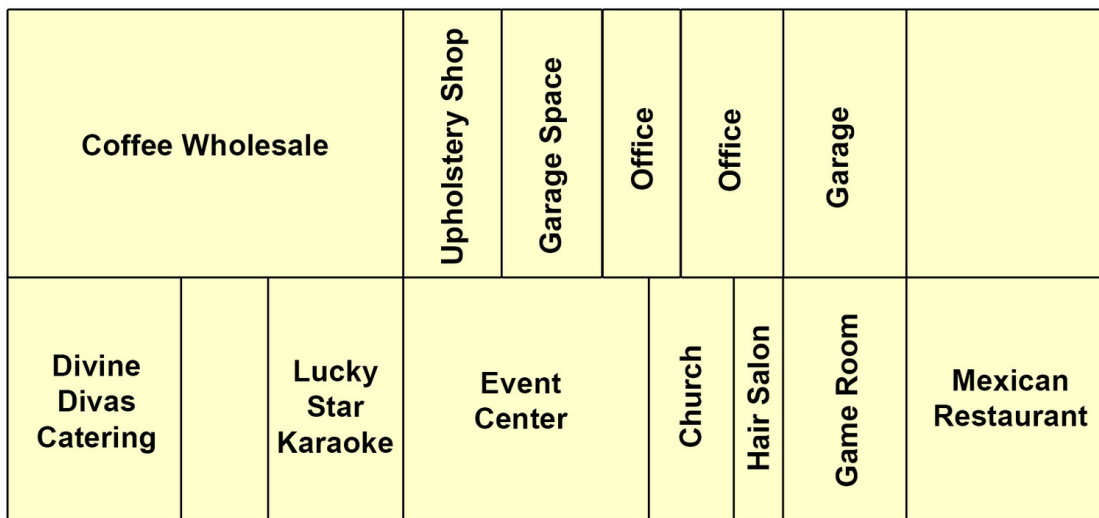 Coffee Wholesale
Upholstery Shop
Garage Space
Office
Office
Garage
Divine
Divas
Catering
Lucky
Star
Karaoke
Event
Center
Church
Hair Salon
Game Room
Mexican
Restaurant